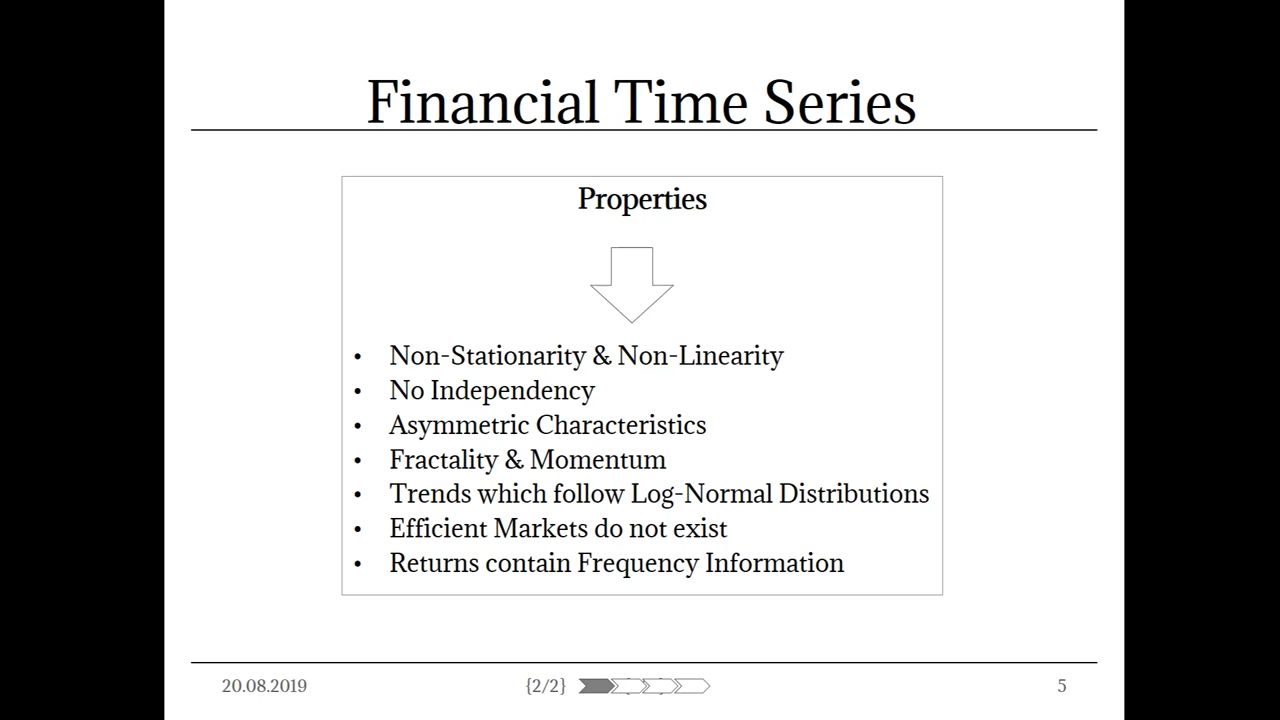 Financial Time Series
Properties
• Non-Stationarity & Non-Linearity
• No Independency
• Asymmetric Characteristics
• Fractality & Momentum
• Trends which follow Log-Normal Distributions
• Efficient Markets do not exist
• Returns contain Frequency Information
20.08.2019 {2/2} 5